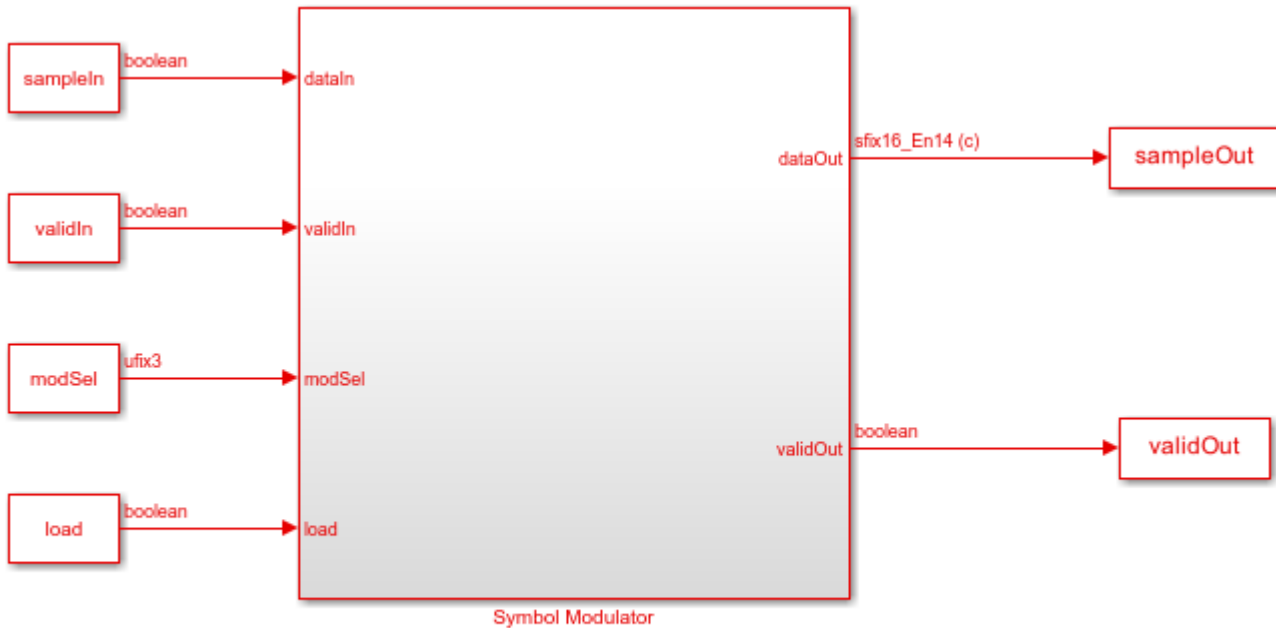 sampleIn
boolean
dataIn
validIn
boolean
validIn
modSel
ufix3
modSel
load
boolean
load
dataOut
sfix16_En14 (c)
sampleOut
validOut
boolean
validOut
Symbol Modulator